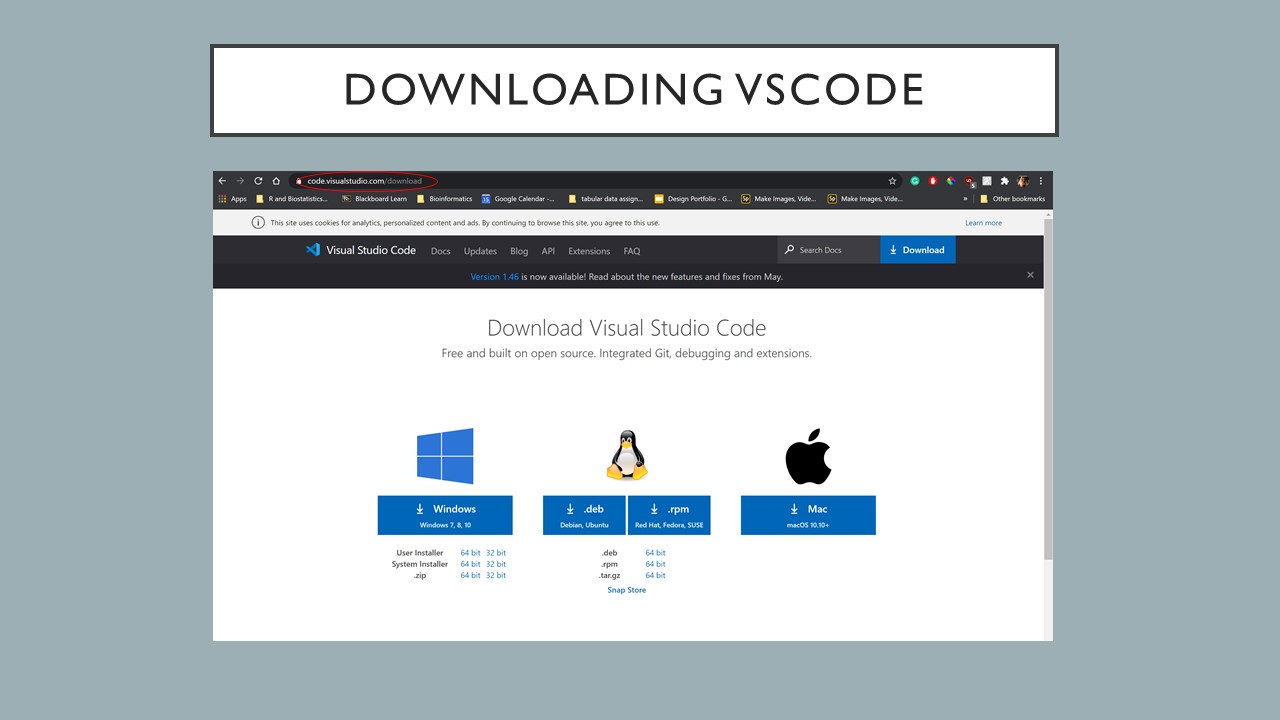 DOWNLOADING VSCODE
code.visualstudio.com/download
Apps R and Biostatistics... Blackboard Learn Bioinformatics Google Calendar -... tabular data assign... Design Portfolio - G... Make Images, Vide... Make Images, Vide... » Other bookmarks
This site uses cookies for analytics, personalized content and ads. By continuing to browse this site, you agree to this use. Learn more
Visual Studio Code Docs Updates Blog API Extensions FAQ Search Docs Download
Version 1.46 is now available! Read about the new features and fixes from May.
Download Visual Studio Code
Free and built on open source. Integrated Git, debugging and extensions.
Windows .deb .rpm Mac
Windows 7, 8, 10 Debian, Ubuntu Red Hat, Fedora, SUSE macOS 10.10+
User Installer 64 bit 32 bit .deb 64 bit
System Installer 64 bit 32 bit .rpm 64 bit
.zip 64 bit 32 bit .tar.gz 64 bit
Snap Store